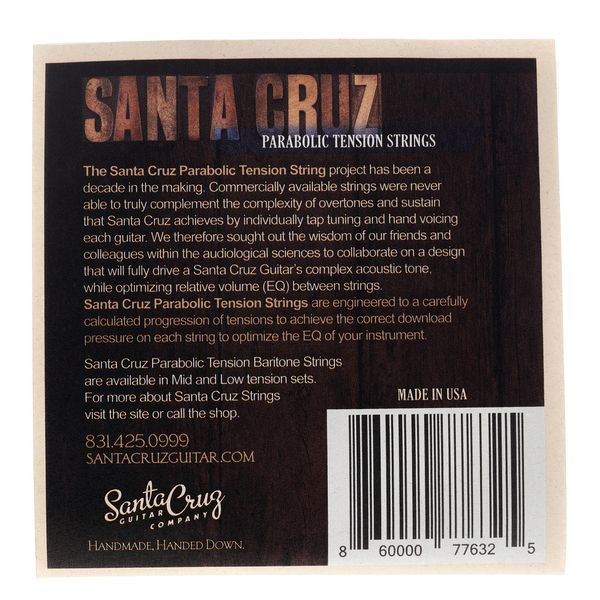 SANTA CRUZ
PARABOLIC TENSION STRINGS
The Santa Cruz Parabolic Tension String project has been a
decade in the making. Commercially available strings were never
able to truly complement the complexity of overtones and sustain
that Santa Cruz achieves by individually tap tuning and hand voicing
each guitar. We therefore sought out the wisdom of our friends and
colleagues within the audiological sciences to collaborate on a design
that will fully drive a Santa Cruz Guitar's complex acoustic tone,
while optimizing relative volume (EQ) between strings.
Santa Cruz Parabolic Tension Strings are engineered to a carefully
calculated progression of tensions to achieve the correct download
pressure on each string to optimize the EQ of your instrument.
Santa Cruz Parabolic Tension Baritone Strings
are available in Mid and Low tension sets.
For more about Santa Cruz Strings
visit the site or call the shop.
MADE IN USA
831.425.0999
SANTACRUZGUITAR.COM
Santa Cruz
GUITAR
COMPANY
HANDMADE, HANDED DOWN.
8 60000 77632 5